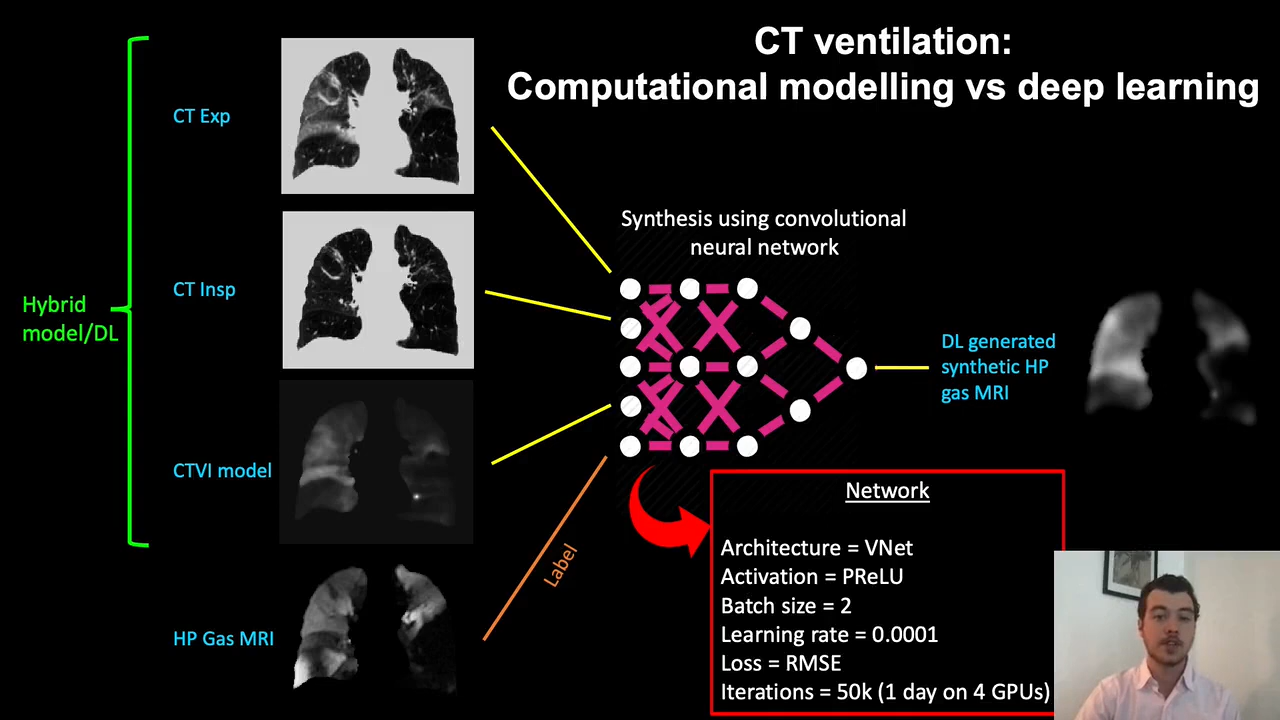 CT ventilation:
Computational modelling vs deep learning
CT Exp
CT Insp
Hybrid
model/DL
CTVI model
HP Gas MRI
Label
Synthesis using convolutional
neural network
DL generated
synthetic HP
gas MRI
Network
Architecture = VNet
Activation = PReLU
Batch size = 2
Learning rate = 0.0001
Loss = RMSE
Iterations = 50k (1 day on 4 GPUs)